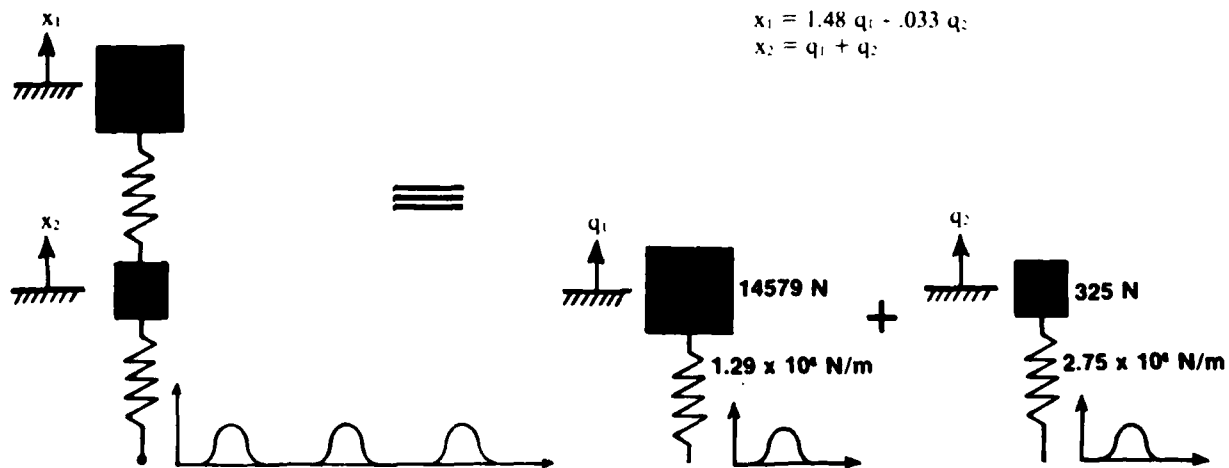 x₁ = 1.48 q₁ - .033 q₂
x₂ = q₁ + q₂
x₁
x₂
q₁
14579 N
1.29 x 10⁶ N/m
+
q₂
325 N
2.75 x 10⁶ N/m